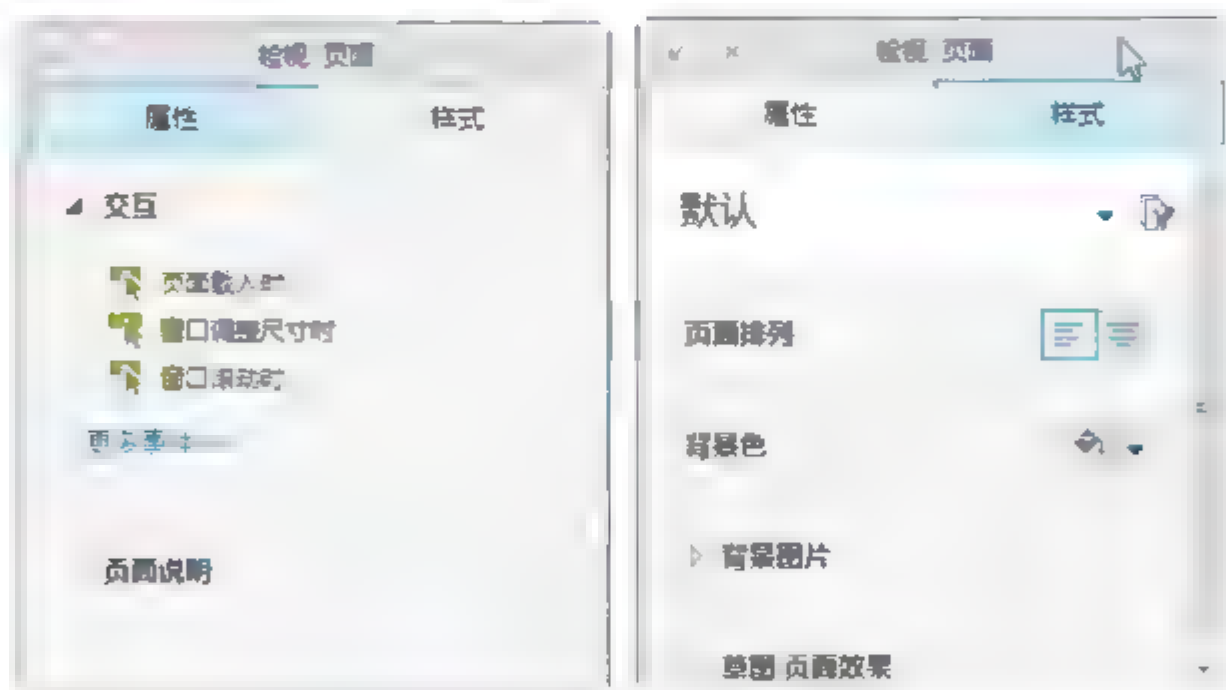 检视 页面
属性 样式
交互
页面载入时
窗口调整尺寸时
窗口滚动时
更多事件
页面说明
检视 页面
属性 样式
默认
页面排列
背景色
背景图片
草图 页面效果